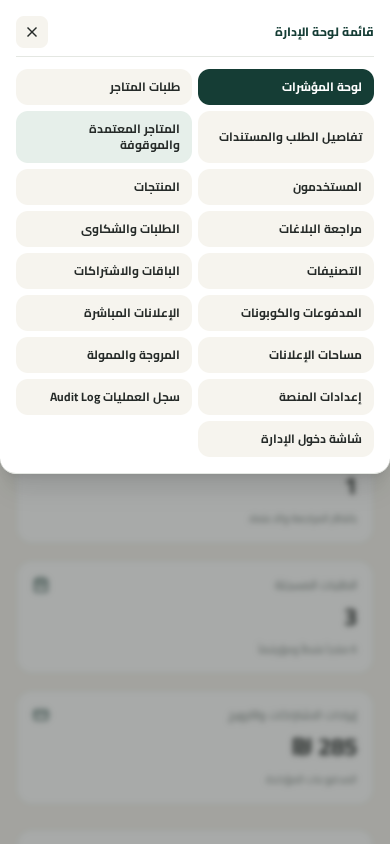 قائمة لوحة الإدارة
لوحة المؤشرات
طلبات المتاجر
تفاصيل الطلب والمستندات
المتاجر المعتمدة
والموقوفة
المستخدمون
المنتجات
مراجعة البلاغات
الطلبات والشكاوى
التصنيفات
الباقات والاشتراكات
المدفوعات والكوبونات
الإعلانات المباشرة
مساحات الإعلانات
المروجة والممولة
إعدادات المنصة
سجل العمليات Audit Log
شاشة دخول الإدارة
1
3
285 ₪